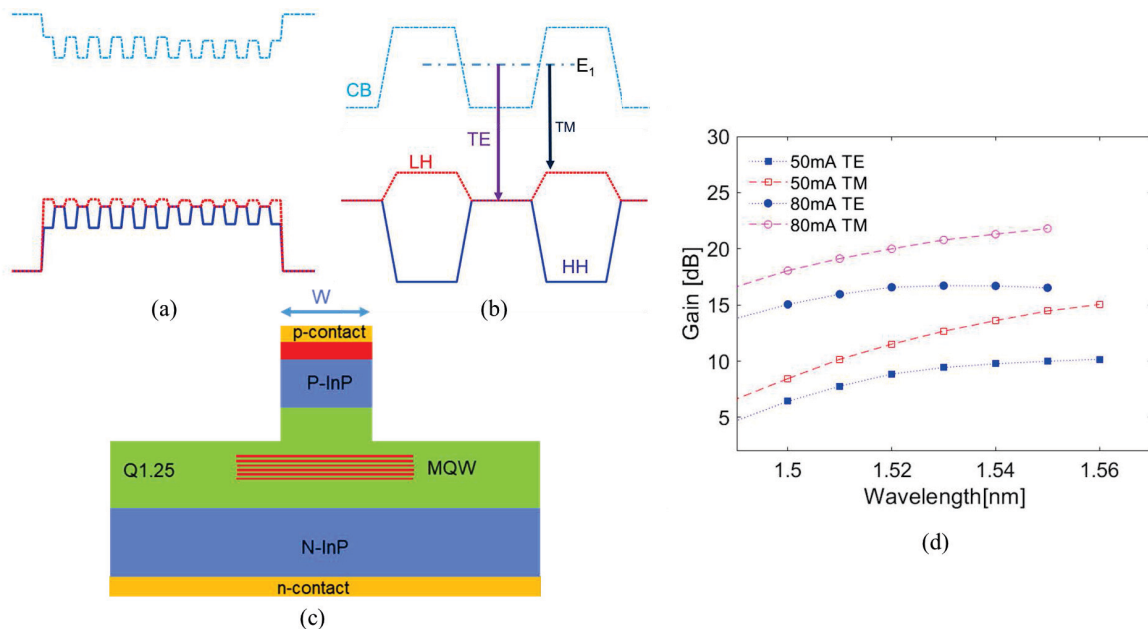 CB
E1
TE
TM
LH
HH
(a)
(b)
W
p-contact
P-InP
Q1.25
MQW
N-InP
n-contact
(c)
30
25
20
15
10
5
Gain [dB]
50mA TE
50mA TM
80mA TE
80mA TM
1.5
1.52
1.54
1.56
Wavelength[nm]
(d)